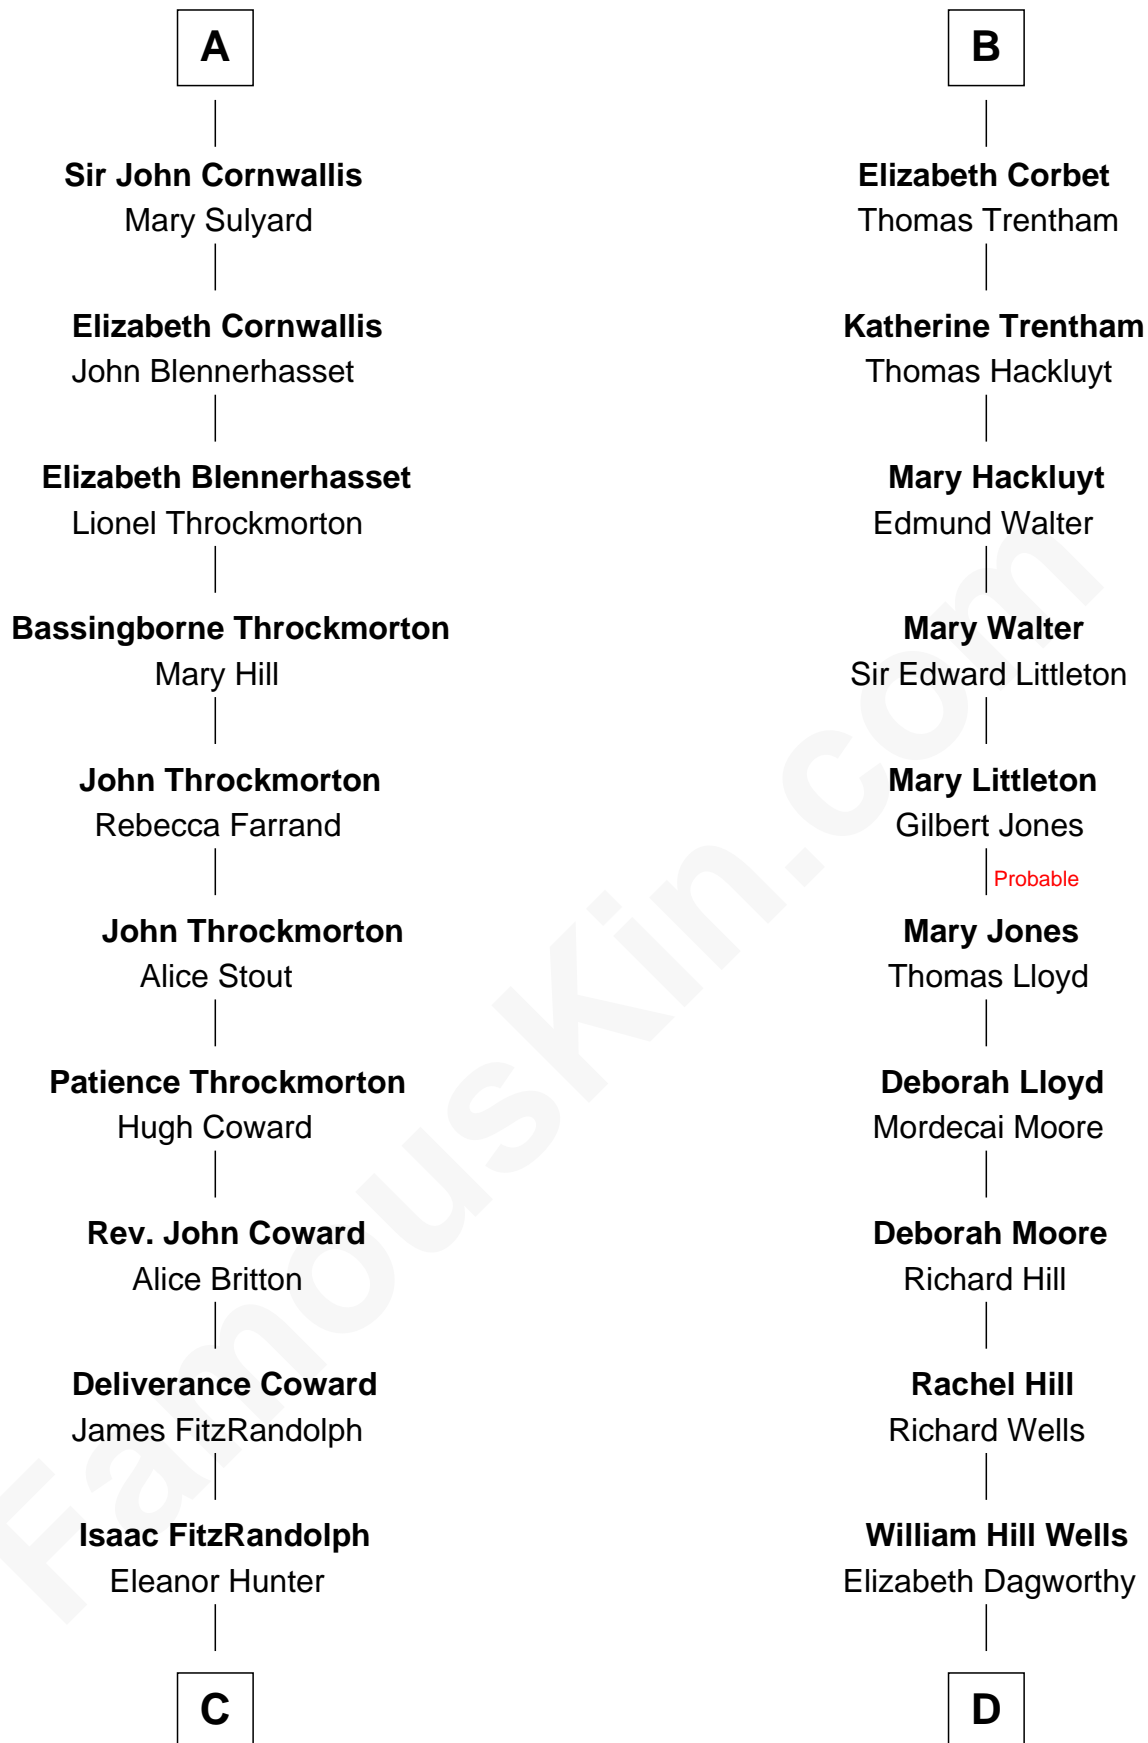 A
Sir John Cornwallis
Mary Sulyard
Elizabeth Cornwallis
John Blennerhasset
Elizabeth Blennerhasset
Lionel Throckmorton
Bassingborne Throckmorton
Mary Hill
John Throckmorton
Rebecca Farrand
John Throckmorton
Alice Stout
Patience Throckmorton
Hugh Coward
Rev. John Coward
Alice Britton
Deliverance Coward
James FitzRandolph
Isaac FitzRandolph
Eleanor Hunter
C
B
Elizabeth Corbet
Thomas Trentham
Katherine Trentham
Thomas Hackluyt
Mary Hackluyt
Edmund Walter
Mary Walter
Sir Edward Littleton
Mary Littleton
Gilbert Jones
Probable
Mary Jones
Thomas Lloyd
Deborah Lloyd
Mordecai Moore
Deborah Moore
Richard Hill
Rachel Hill
Richard Wells
William Hill Wells
Elizabeth Dagworthy
D
FamousKin.com